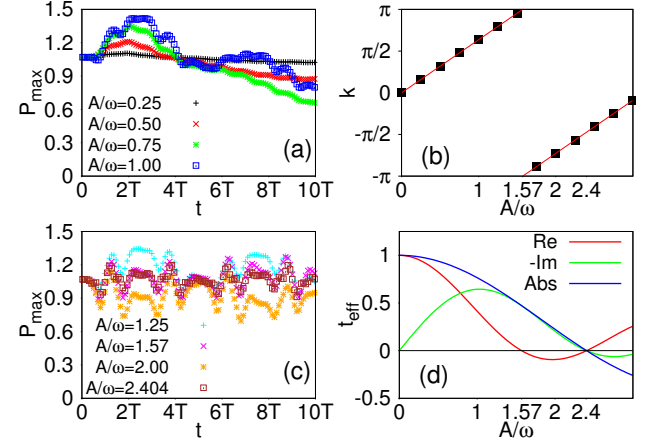 1.5
1.2
0.9
0.6
0.3
0
P_max
A/ω=0.25
A/ω=0.50
A/ω=0.75
A/ω=1.00
(a)
0 2T 4T 6T 8T 10T
t
π
π/2
0
-π/2
-π
k
(b)
0 1 1.57 2 2.4
A/ω
1.5
1.2
0.9
0.6
0.3
0
P_max
A/ω=1.25
A/ω=1.57
A/ω=2.00
A/ω=2.404
(c)
0 2T 4T 6T 8T 10T
t
1
0.5
0
-0.5
t_eff
Re
-Im
Abs
(d)
0 1 1.57 2 2.4
A/ω